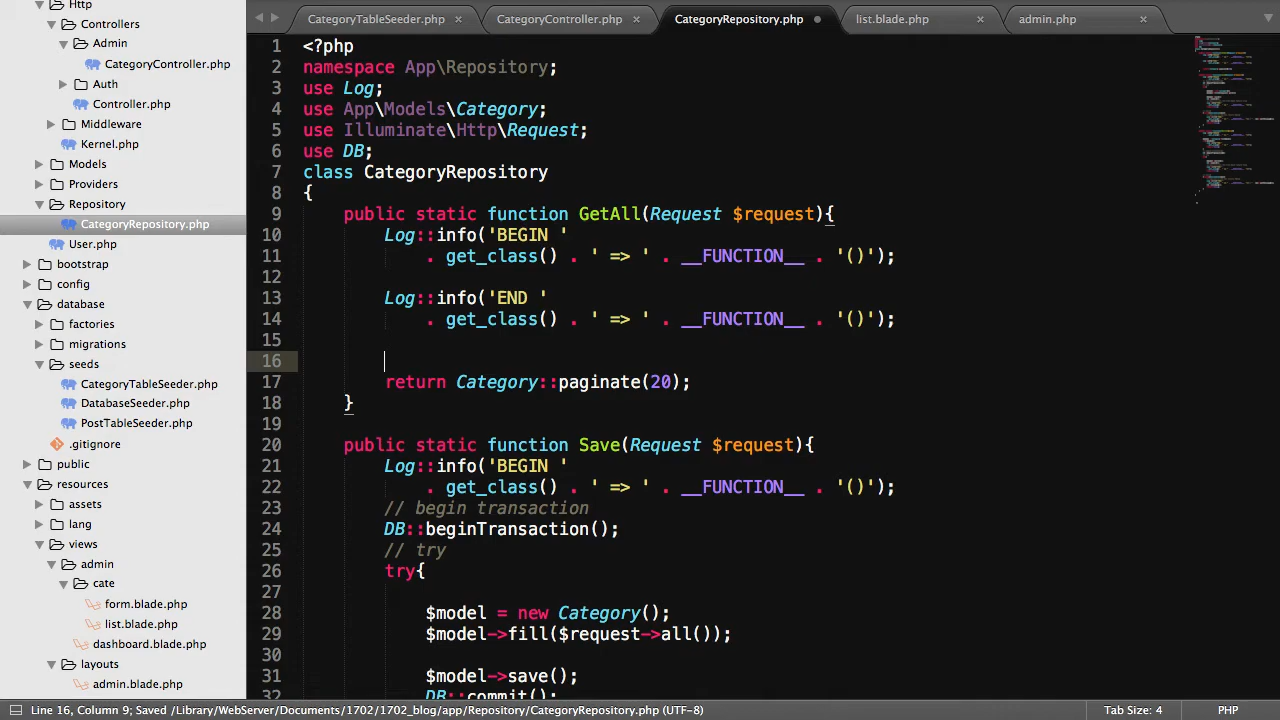 Http
Controllers
Admin
CategoryController.php
Auth
Controller.php
Middleware
Kernel.php
Models
Providers
Repository
CategoryRepository.php
User.php
bootstrap
config
database
factories
migrations
seeds
CategoryTableSeeder.php
DatabaseSeeder.php
PostTableSeeder.php
.gitignore
public
resources
assets
lang
views
admin
cate
form.blade.php
list.blade.php
dashboard.blade.php
layouts
admin.blade.php
CategoryTableSeeder.php × CategoryController.php × CategoryRepository.php list.blade.php × admin.php ×
1 <?php
2 namespace App\Repository;
3 use Log;
4 use App\Models\Category;
5 use Illuminate\Http\Request;
6 use DB;
7 class CategoryRepository
8 {
9 public static function GetAll(Request $request){
10 Log::info('BEGIN '
11 . get_class() . ' => ' . __FUNCTION__ . '()');
12
13 Log::info('END '
14 . get_class() . ' => ' . __FUNCTION__ . '()');
15
16
17 return Category::paginate(20);
18 }
19
20 public static function Save(Request $request){
21 Log::info('BEGIN '
22 . get_class() . ' => ' . __FUNCTION__ . '()');
23 // begin transaction
24 DB::beginTransaction();
25 // try
26 try{
27
28 $model = new Category();
29 $model->fill($request->all());
30
31 $model->save();
32 DB::commit();
Line 16, Column 9; Saved /Library/WebServer/Documents/1702/1702_blog/app/Repository/CategoryRepository.php (UTF-8) Tab Size: 4 PHP